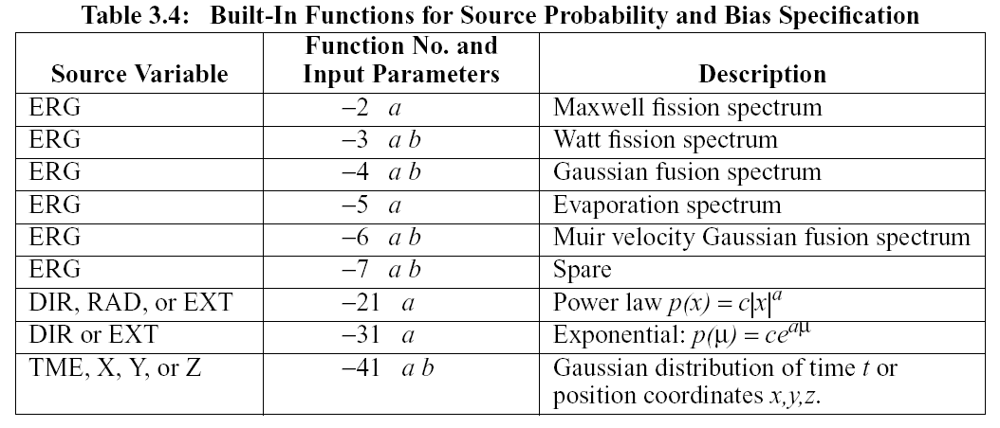 Table 3.4: Built-In Functions for Source Probability and Bias Specification
Source Variable Function No. and Input Parameters Description
ERG −2 a Maxwell fission spectrum
ERG −3 a b Watt fission spectrum
ERG −4 a b Gaussian fusion spectrum
ERG −5 a Evaporation spectrum
ERG −6 a b Muir velocity Gaussian fusion spectrum
ERG −7 a b Spare
DIR, RAD, or EXT −21 a Power law p(x) = c|x|^a
DIR or EXT −31 a Exponential: p(μ) = ce^aμ
TME, X, Y, or Z −41 a b Gaussian distribution of time t or
position coordinates x,y,z.